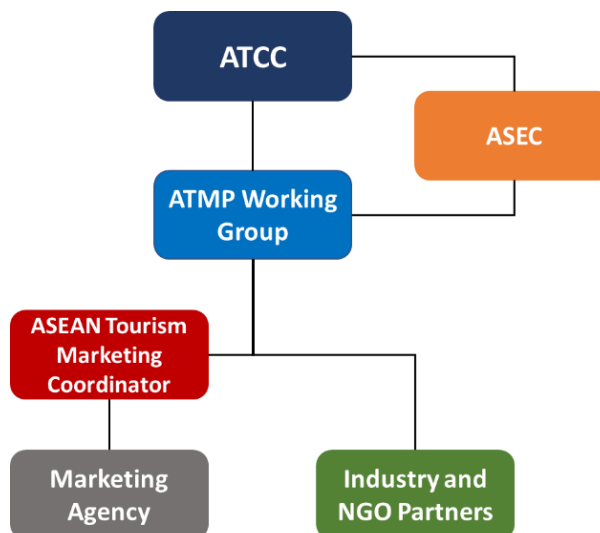 ATCC
ASEC
ATMP Working
Group
ASEAN Tourism
Marketing
Coordinator
Marketing
Agency
Industry and
NGO Partners